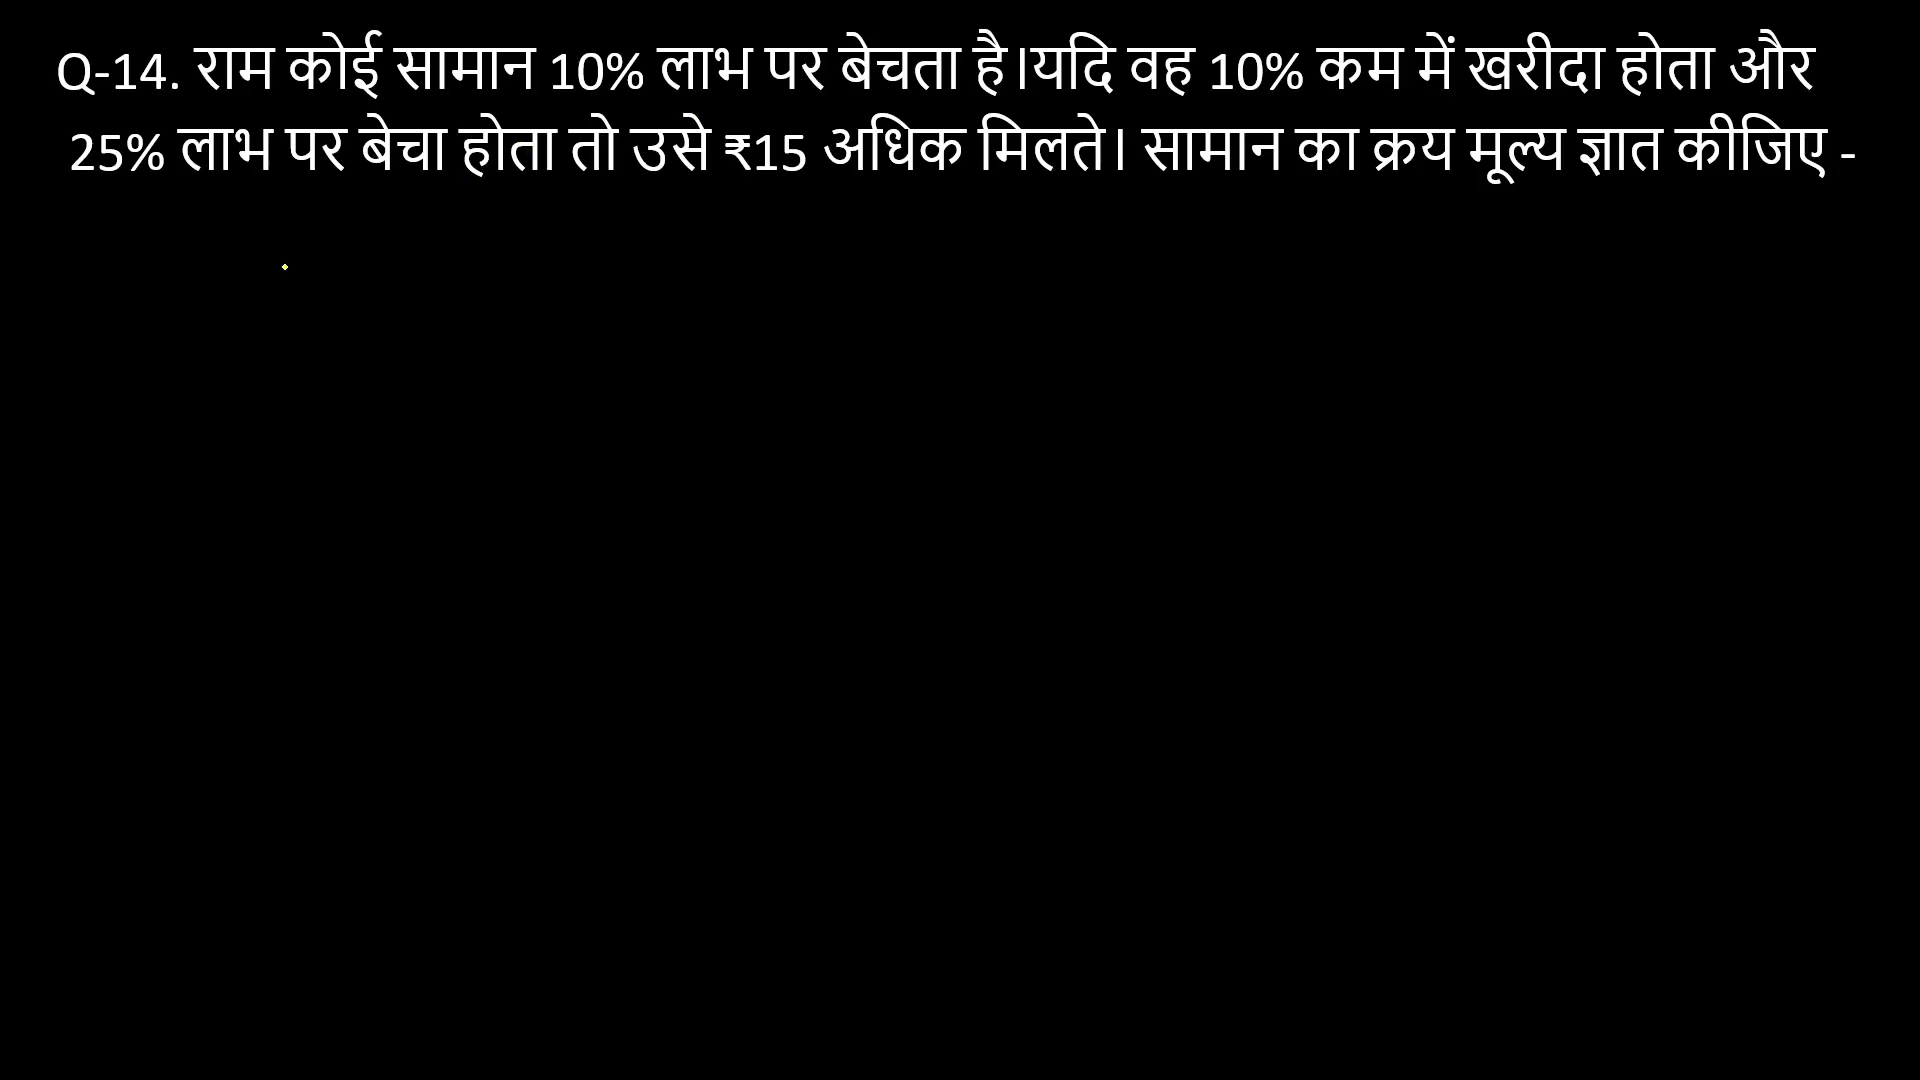 Q-14. राम कोई सामान 10% लाभ पर बेचता है।यदि वह 10% कम में खरीदा होता और
25% लाभ पर बेचा होता तो उसे ₹15 अधिक मिलते। सामान का क्रय मूल्य ज्ञात कीजिए -